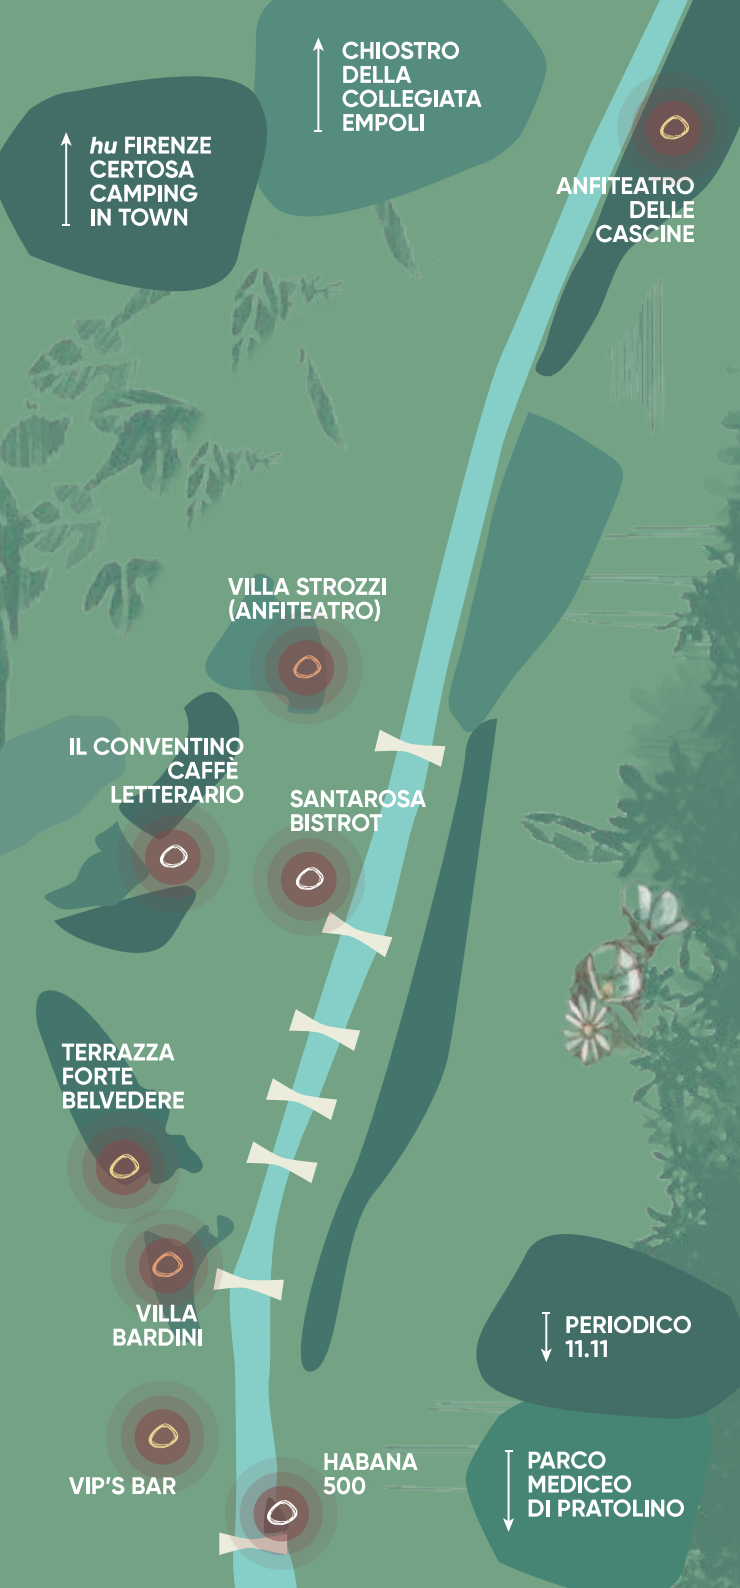 CHIOSTRO
DELLA
COLLEGIATA
EMPOLI
hu FIRENZE
CERTOSA
CAMPING
IN TOWN
ANFITEATRO
DELLE
CASCINE
VILLA STROZZI
(ANFITEATRO)
IL CONVENTINO
CAFFÈ
LETTERARIO
SANTAROSA
BISTROT
TERRAZZA
FORTE
BELVEDERE
VILLA
BARDINI
PERIODICO
11.11
VIP'S BAR
HABANA
500
PARCO
MEDICEO
DI PRATOLINO